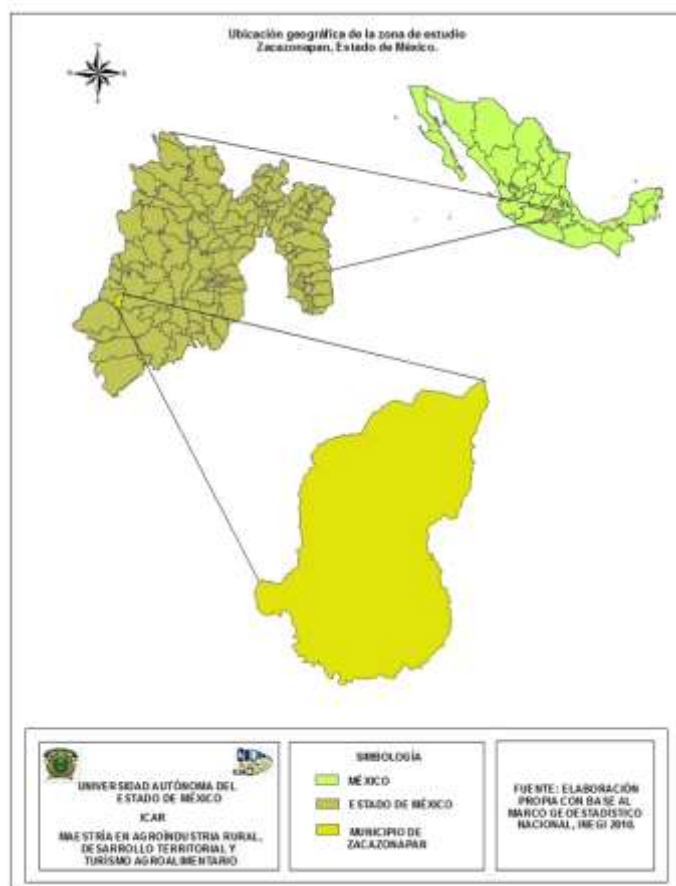 Ubicación geográfica de la zona de estudio
Zacazonapan, Estado de México.
UNIVERSIDAD AUTÓNOMA DEL
ESTADO DE MÉXICO
ICAR
MAESTRÍA EN AGROINDUSTRIA RURAL,
DESARROLLO TERRITORIAL Y
TURÍSMO AGROALIMENTARIO
SIMBOLOGÍA
MÉXICO
ESTADO DE MÉXICO
MUNICIPIO DE
ZACAZONAPAN
FUENTE: ELABORACIÓN
PROPIA CON BASE AL
MARCO GEOESTADÍSTICO
NACIONAL, INEGI 2010.